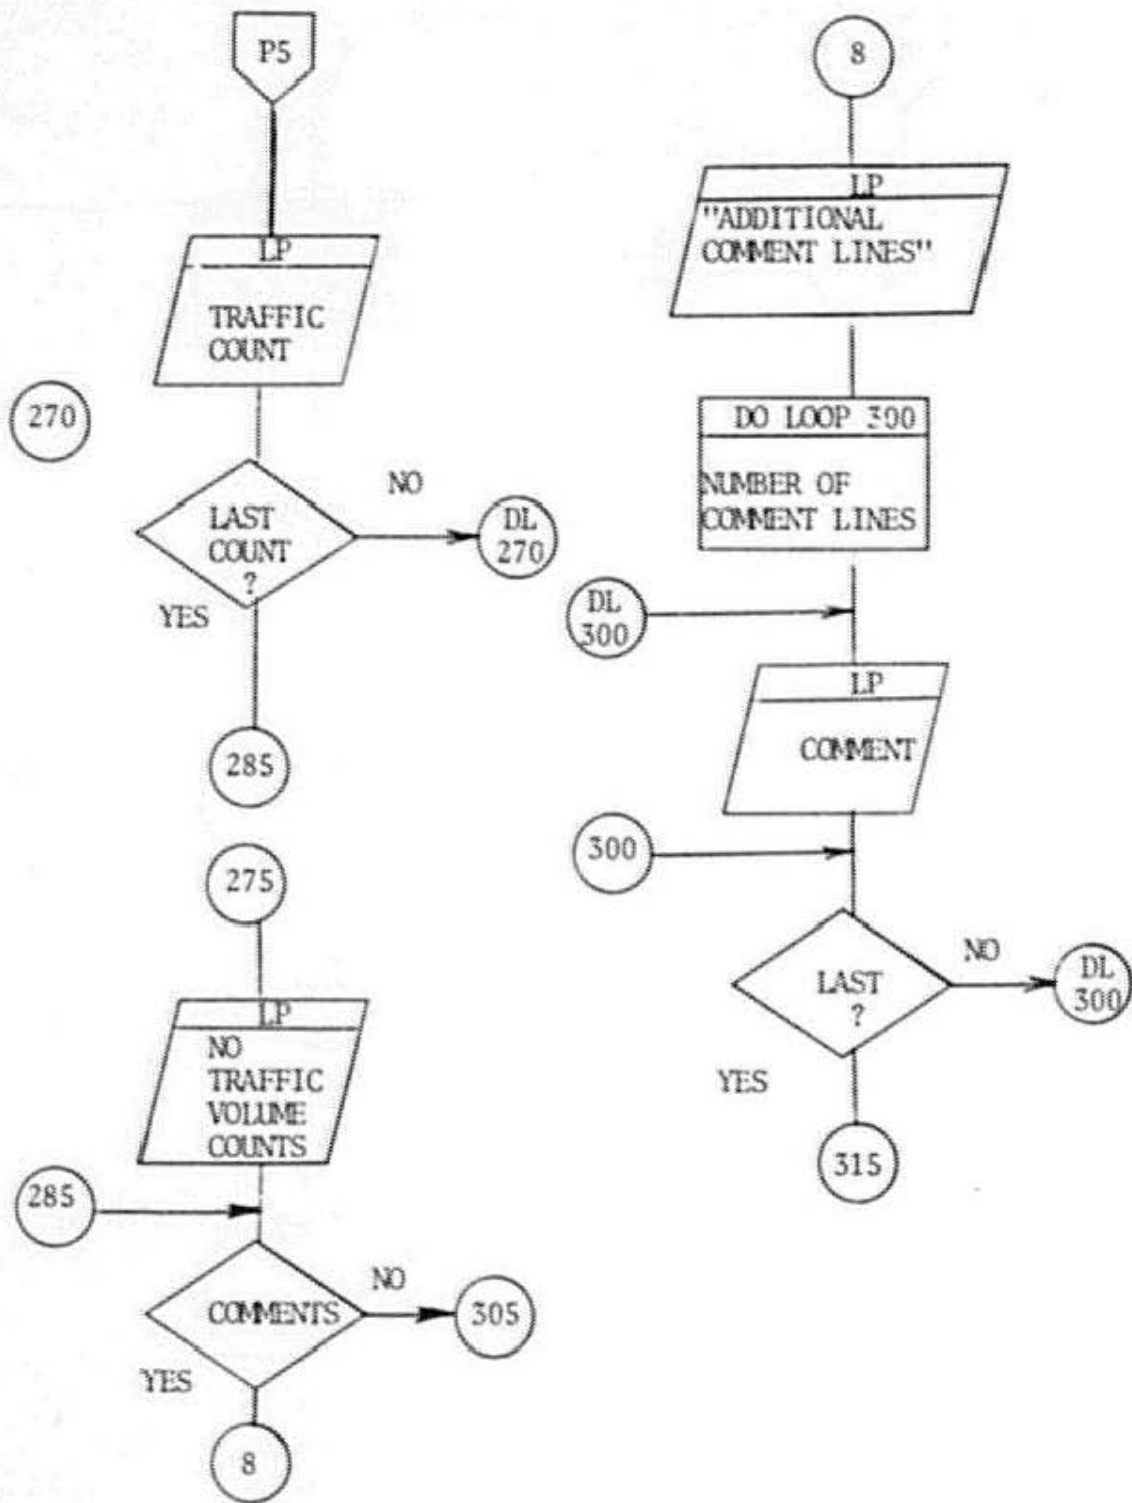 P5
LP
TRAFFIC
COUNT
270
LAST
COUNT
?
NO
DL
270
YES
285
275
LP
NO
TRAFFIC
VOLUME
COUNTS
285
COMMENTS
NO
305
YES
8
8
LP
"ADDITIONAL
COMMENT LINES"
DO LOOP 300
NUMBER OF
COMMENT LINES
DL
300
LP
COMMENT
300
LAST
?
NO
DL
300
YES
315